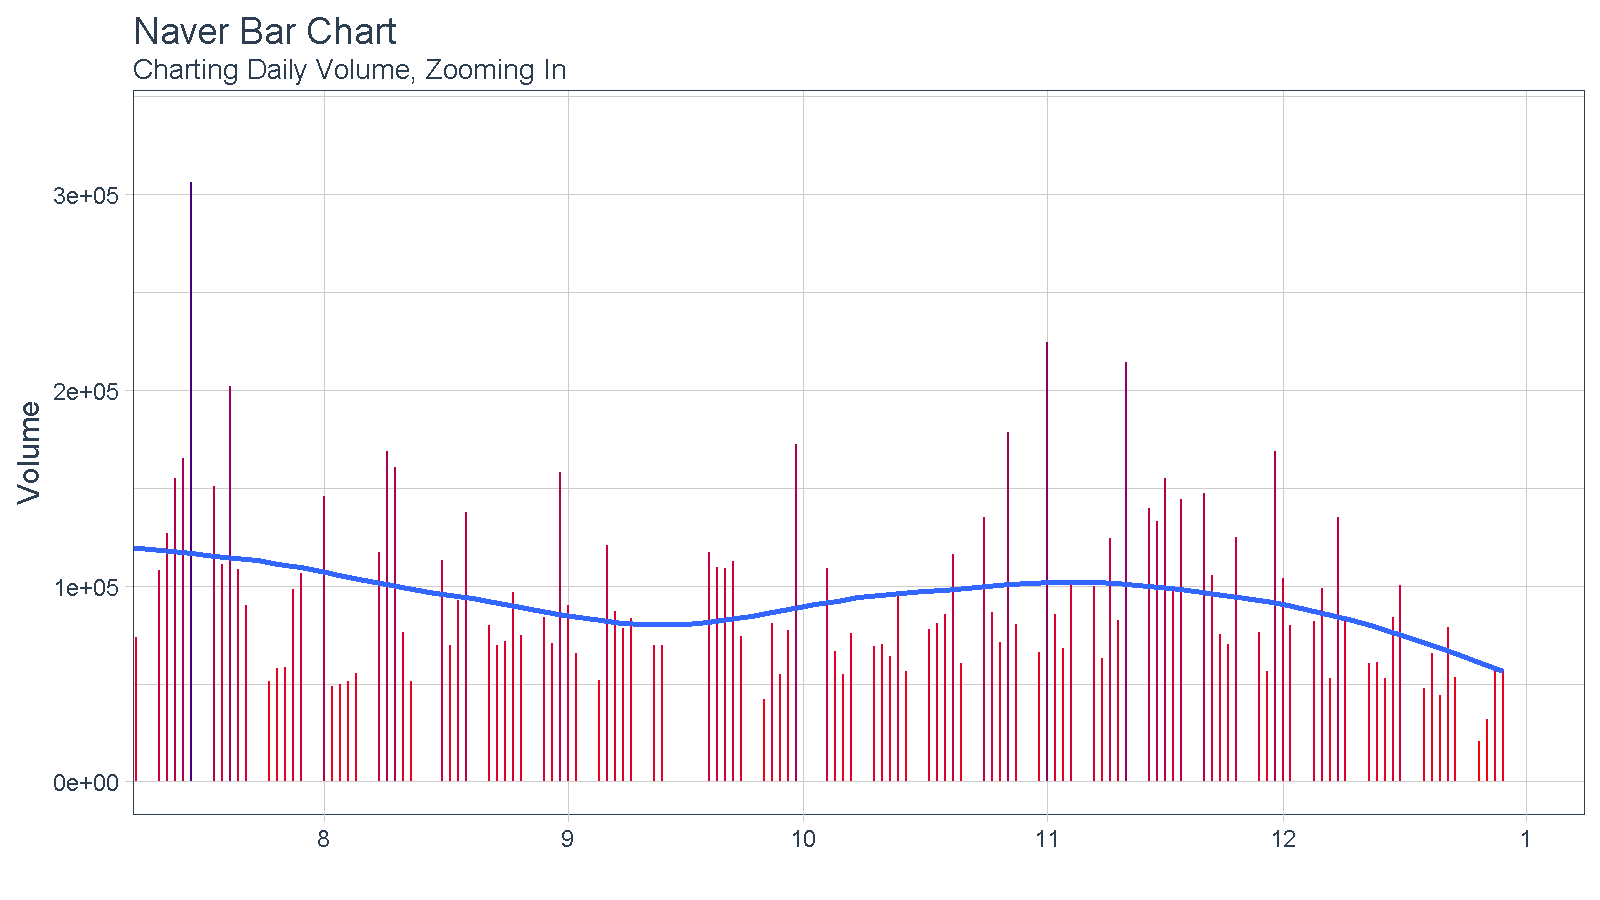 Naver Bar Chart
Charting Daily Volume, Zooming In
Volume
3e+05
2e+05
1e+05
0e+00
8 9 10 11 12 1